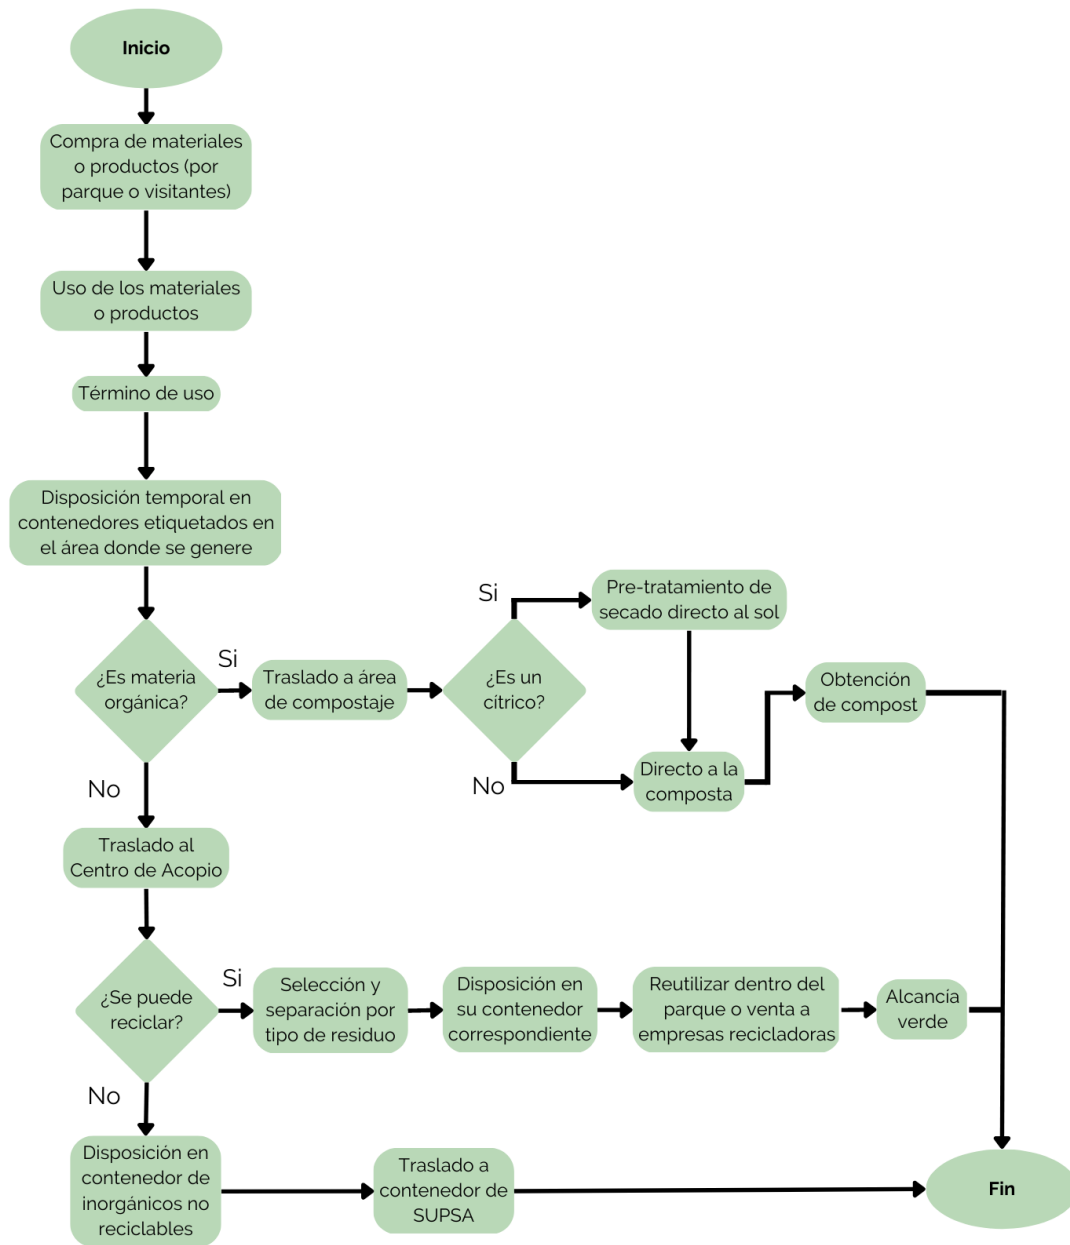 Inicio
Compra de materiales
o productos (por
parque o visitantes)
Uso de los materiales
o productos
Término de uso
Disposición temporal en
contenedores etiquetados en
el área donde se genere
¿Es materia
orgánica?
Si
Traslado a área
de compostaje
¿Es un
cítrico?
Si
Pre-tratamiento de
secado directo al sol
No
Directo a la
composta
Obtención
de compost
No
Traslado al
Centro de Acopio
¿Se puede
reciclar?
Si
Selección y
separación por
tipo de residuo
Disposición en
su contenedor
correspondiente
Reutilizar dentro del
parque o venta a
empresas recicladoras
Alcancía
verde
No
Disposición en
contenedor de
inorgánicos no
reciclables
Traslado a
contenedor de
SUPSA
Fin